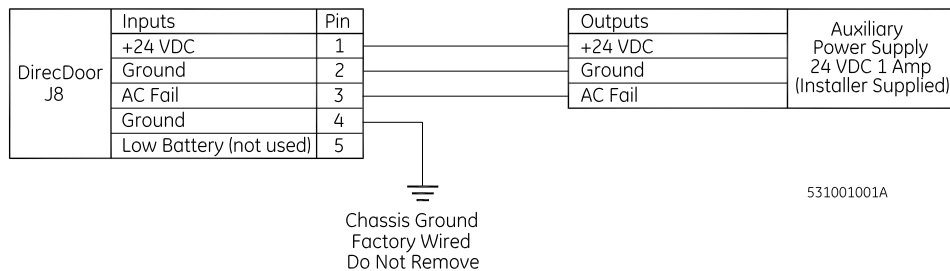 DirecDoor
J8
Inputs Pin
+24 VDC 1
Ground 2
AC Fail 3
Ground 4
Low Battery (not used) 5
Outputs
+24 VDC
Ground
AC Fail
Auxiliary
Power Supply
24 VDC 1 Amp
(Installer Supplied)
Chassis Ground
Factory Wired
Do Not Remove
531001001A